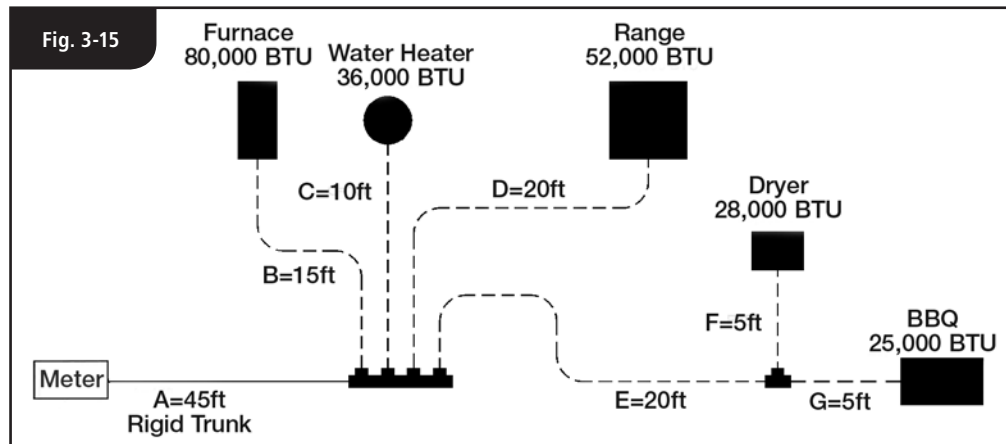 Fig. 3-15
Furnace
80,000 BTU
Water Heater
36,000 BTU
Range
52,000 BTU
C=10ft
D=20ft
Dryer
28,000 BTU
B=15ft
F=5ft
BBQ
25,000 BTU
Meter
A=45ft
Rigid Trunk
E=20ft
G=5ft